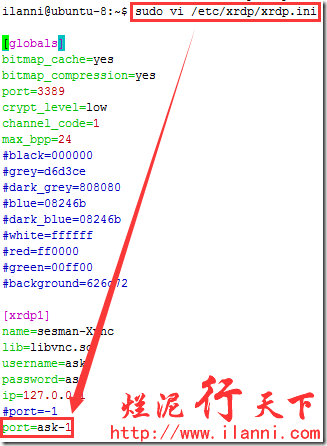 ilanni@ubuntu-8:~$ sudo vi /etc/xrdp/xrdp.ini
[globals]
bitmap_cache=yes
bitmap_compression=yes
port=3389
crypt_level=low
channel_code=1
max_bpp=24
#black=000000
#grey=d6d3ce
#dark_grey=808080
#blue=08246b
#dark_blue=08246b
#white=ffffff
#red=ff0000
#green=00ff00
#background=626c72
[xrdp1]
name=sesman-Xvnc
lib=libvnc.so
username=ask
password=ask
ip=127.0.0.1
#port=-1
port=ask-1
烂泥行天下
http://www.ilanni.com